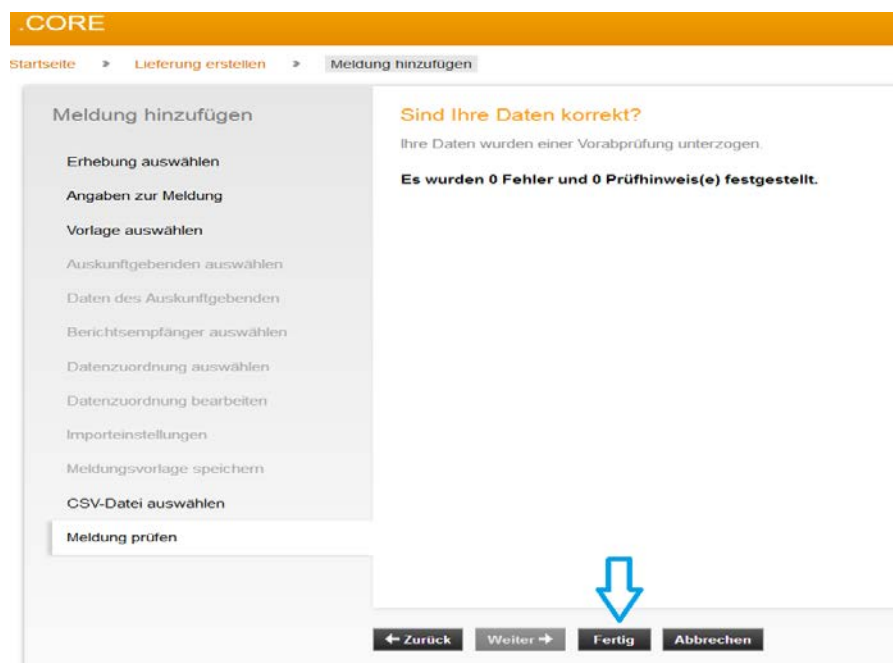 .CORE
Startseite » Lieferung erstellen » Meldung hinzufügen
Meldung hinzufügen
Erhebung auswählen
Angaben zur Meldung
Vorlage auswählen
Auskunftgebenden auswählen
Daten des Auskunftgebenden
Berichtsempfänger auswählen
Datenzuordnung auswählen
Datenzuordnung bearbeiten
Importeinstellungen
Meldungsvorlage speichern
CSV-Datei auswählen
Meldung prüfen
Sind Ihre Daten korrekt?
Ihre Daten wurden einer Vorabprüfung unterzogen.
Es wurden 0 Fehler und 0 Prüfhinweis(e) festgestellt.
← Zurück Weiter → Fertig Abbrechen